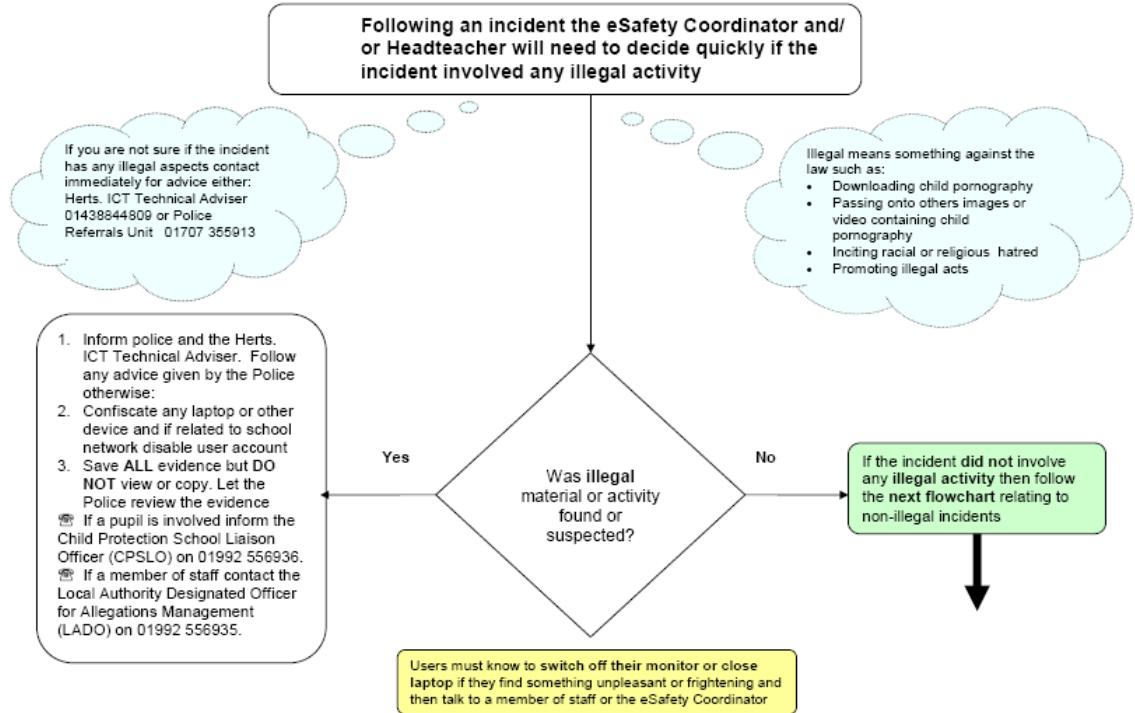 Following an incident the eSafety Coordinator and/
or Headteacher will need to decide quickly if the
incident involved any illegal activity
If you are not sure if the incident
has any illegal aspects contact
immediately for advice either:
Herts. ICT Technical Adviser
01438844809 or Police
Referrals Unit 01707 355913
.
Illegal means something against the
law such as:
• Downloading child pornography
• Passing onto others images or
video containing child
pornography
• Inciting racial or religious hatred
• Promoting illegal acts
1. Inform police and the Herts.
ICT Technical Adviser. Follow
any advice given by the Police
otherwise:
2. Confiscate any laptop or other
device and if related to school
network disable user account
3. Save ALL evidence but DO
NOT view or copy. Let the
Police review the evidence
☎ If a pupil is involved inform the
Child Protection School Liaison
Officer (CPSLO) on 01992 556936.
☎ If a member of staff contact the
Local Authority Designated Officer
for Allegations Management
(LADO) on 01992 556935.
Yes
Was illegal
material or activity
found or
suspected?
No
If the incident did not involve
any illegal activity then follow
the next flowchart relating to
non-illegal incidents
Users must know to switch off their monitor or close
laptop if they find something unpleasant or frightening and
then talk to a member of staff or the eSafety Coordinator